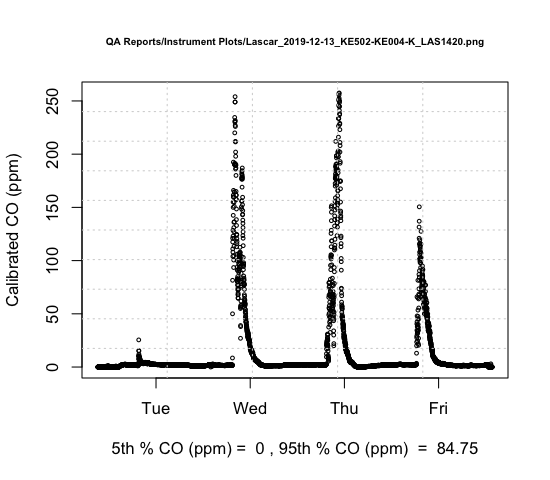 QA Reports/Instrument Plots/Lascar_2019-12-13_KE502-KE004-K_LAS1420.png
Calibrated CO (ppm)
250
200
150
100
50
0
Tue Wed Thu Fri
5th % CO (ppm) = 0 , 95th % CO (ppm) = 84.75